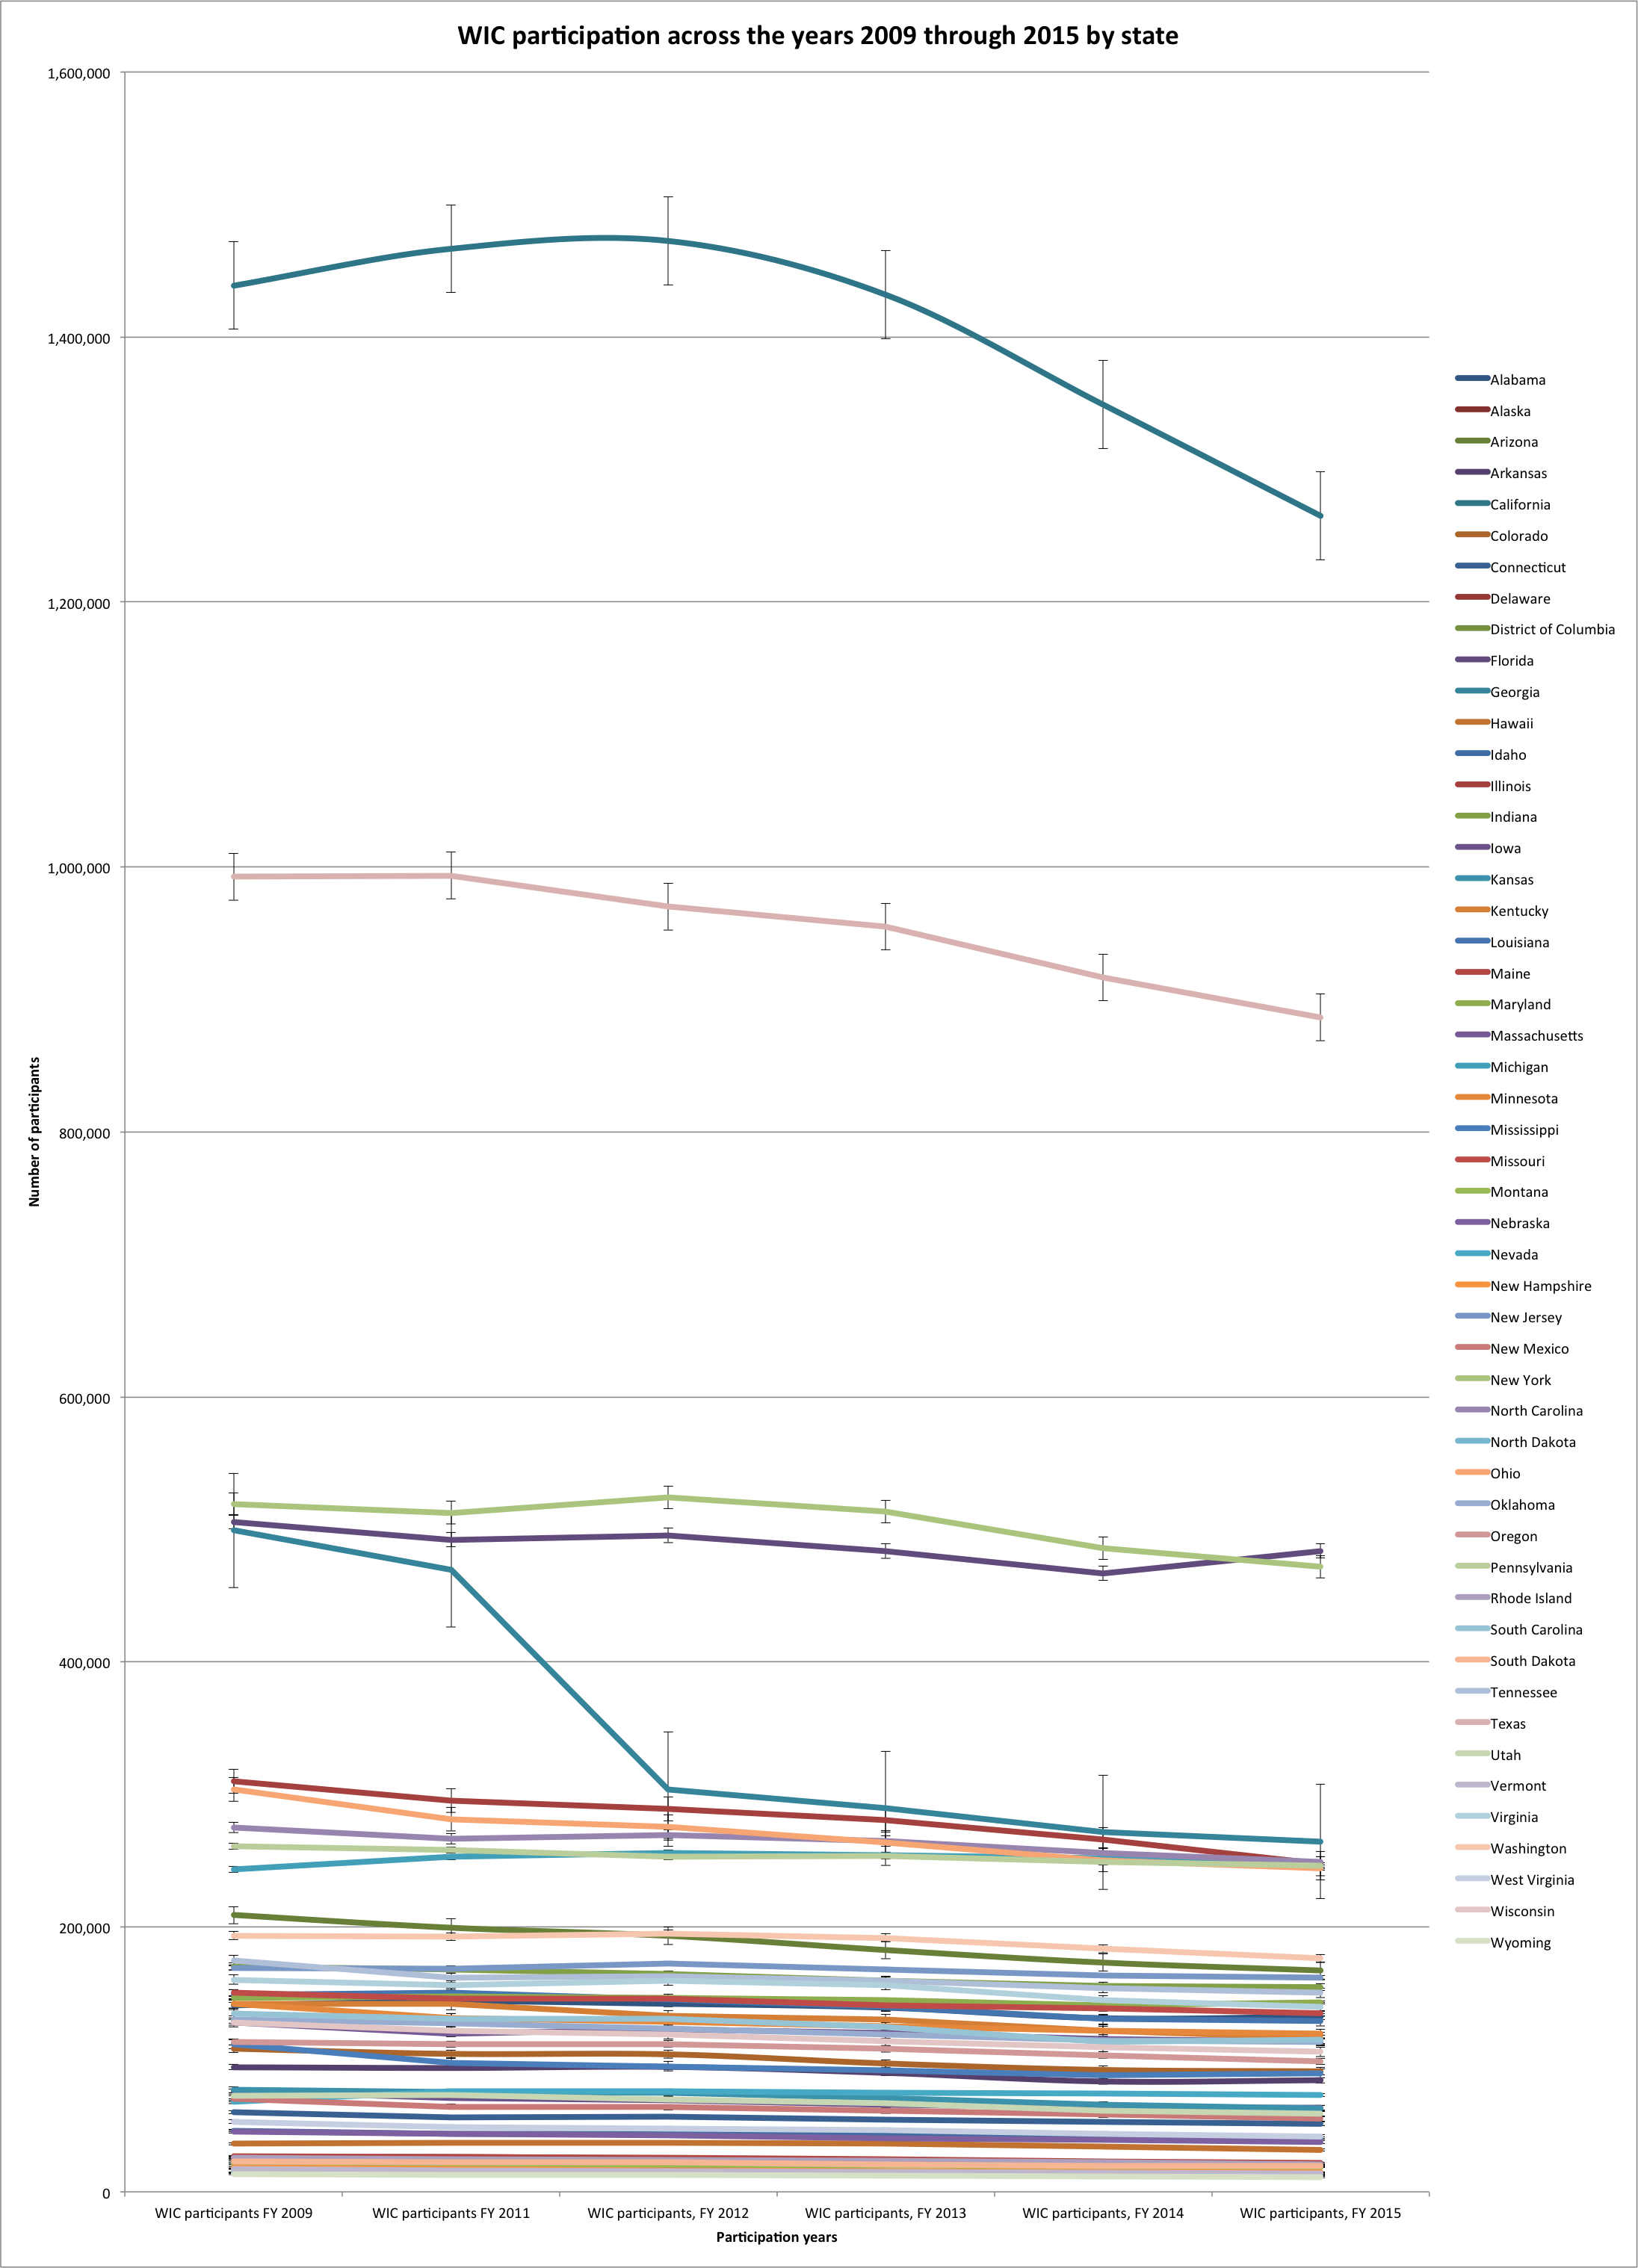 WIC participation across the years 2009 through 2015 by state
1,600,000
1,400,000
1,200,000
1,000,000
800,000
600,000
400,000
200,000
0
Number of participants
WIC participants FY 2009
WIC participants FY 2011
WIC participants, FY 2012
WIC participants, FY 2013
WIC participants, FY 2014
WIC participants, FY 2015
Participation years
Alabama
Alaska
Arizona
Arkansas
California
Colorado
Connecticut
Delaware
District of Columbia
Florida
Georgia
Hawaii
Idaho
Illinois
Indiana
Iowa
Kansas
Kentucky
Louisiana
Maine
Maryland
Massachusetts
Michigan
Minnesota
Mississippi
Missouri
Montana
Nebraska
Nevada
New Hampshire
New Jersey
New Mexico
New York
North Carolina
North Dakota
Ohio
Oklahoma
Oregon
Pennsylvania
Rhode Island
South Carolina
South Dakota
Tennessee
Texas
Utah
Vermont
Virginia
Washington
West Virginia
Wisconsin
Wyoming